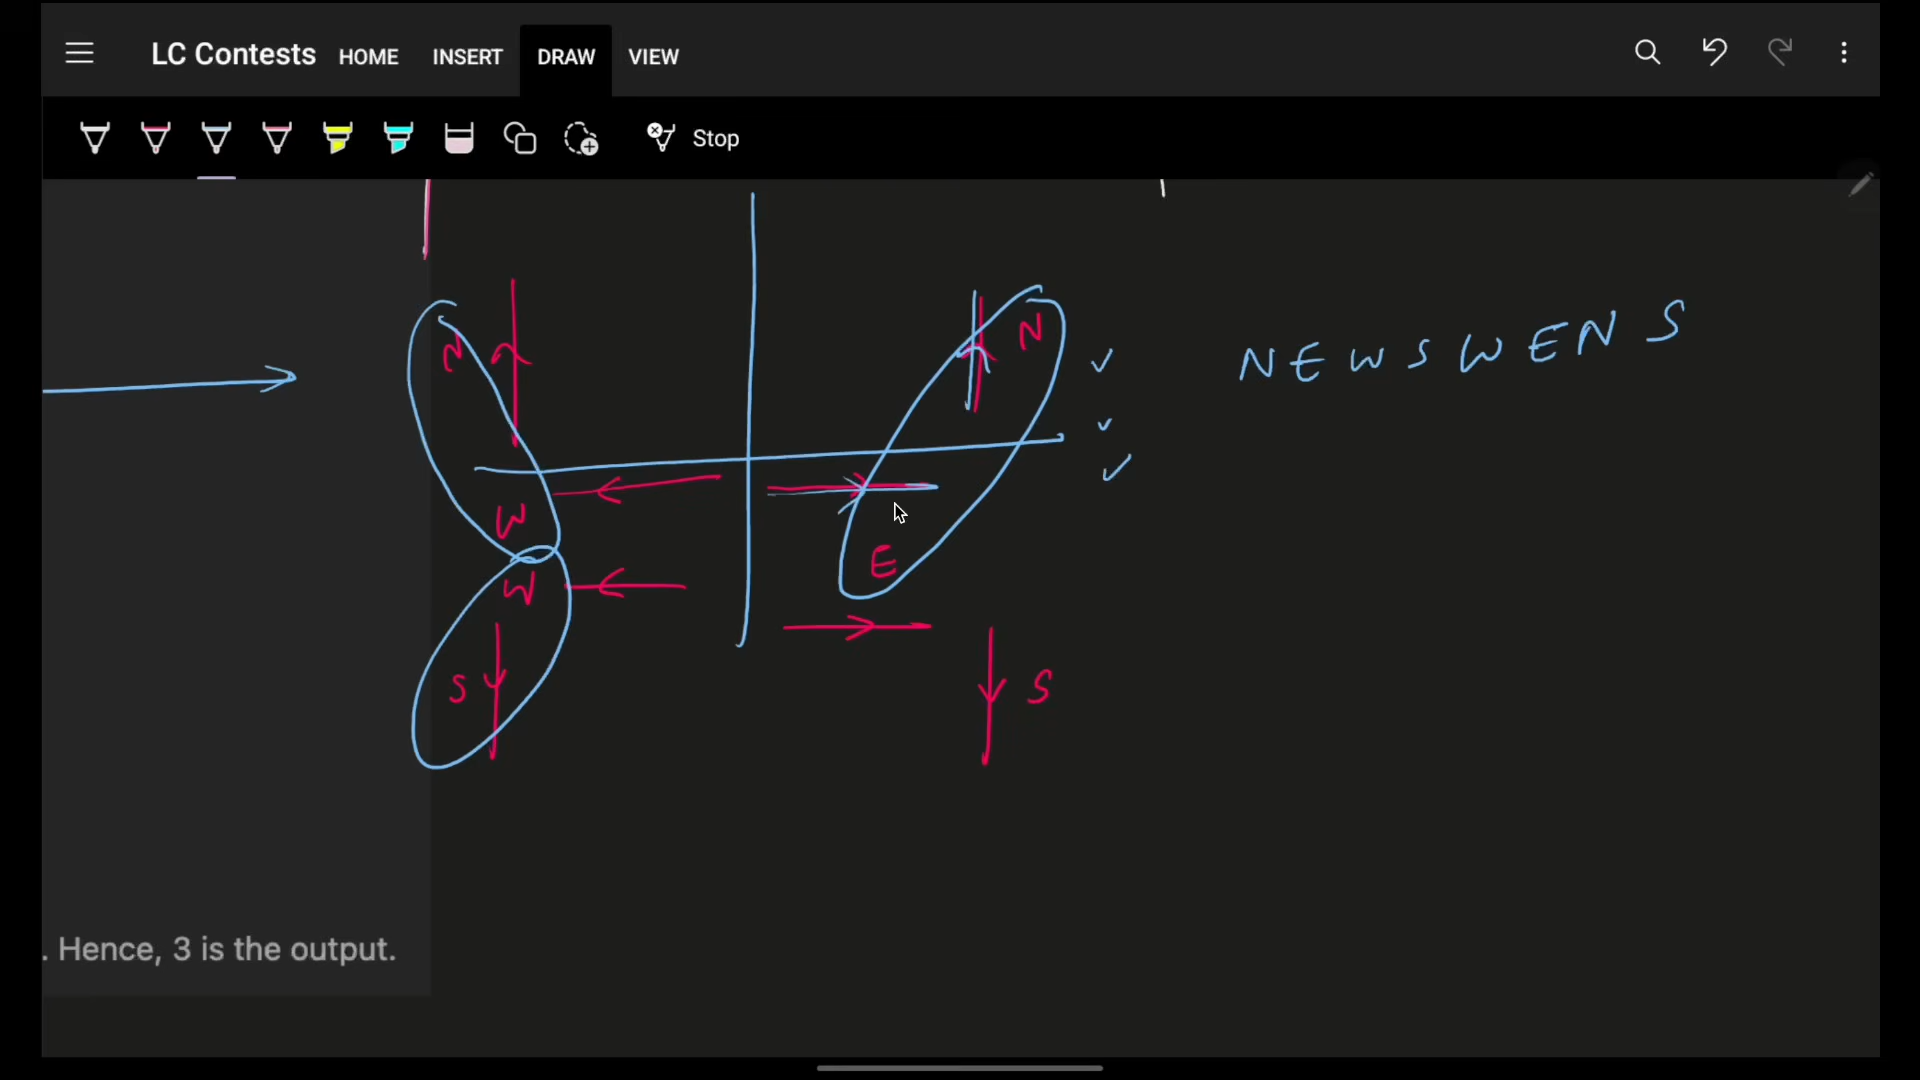 LC Contests HOME INSERT DRAW VIEW
Stop
N N
N E W S W E N S
W
E
W
S S
. Hence, 3 is the output.